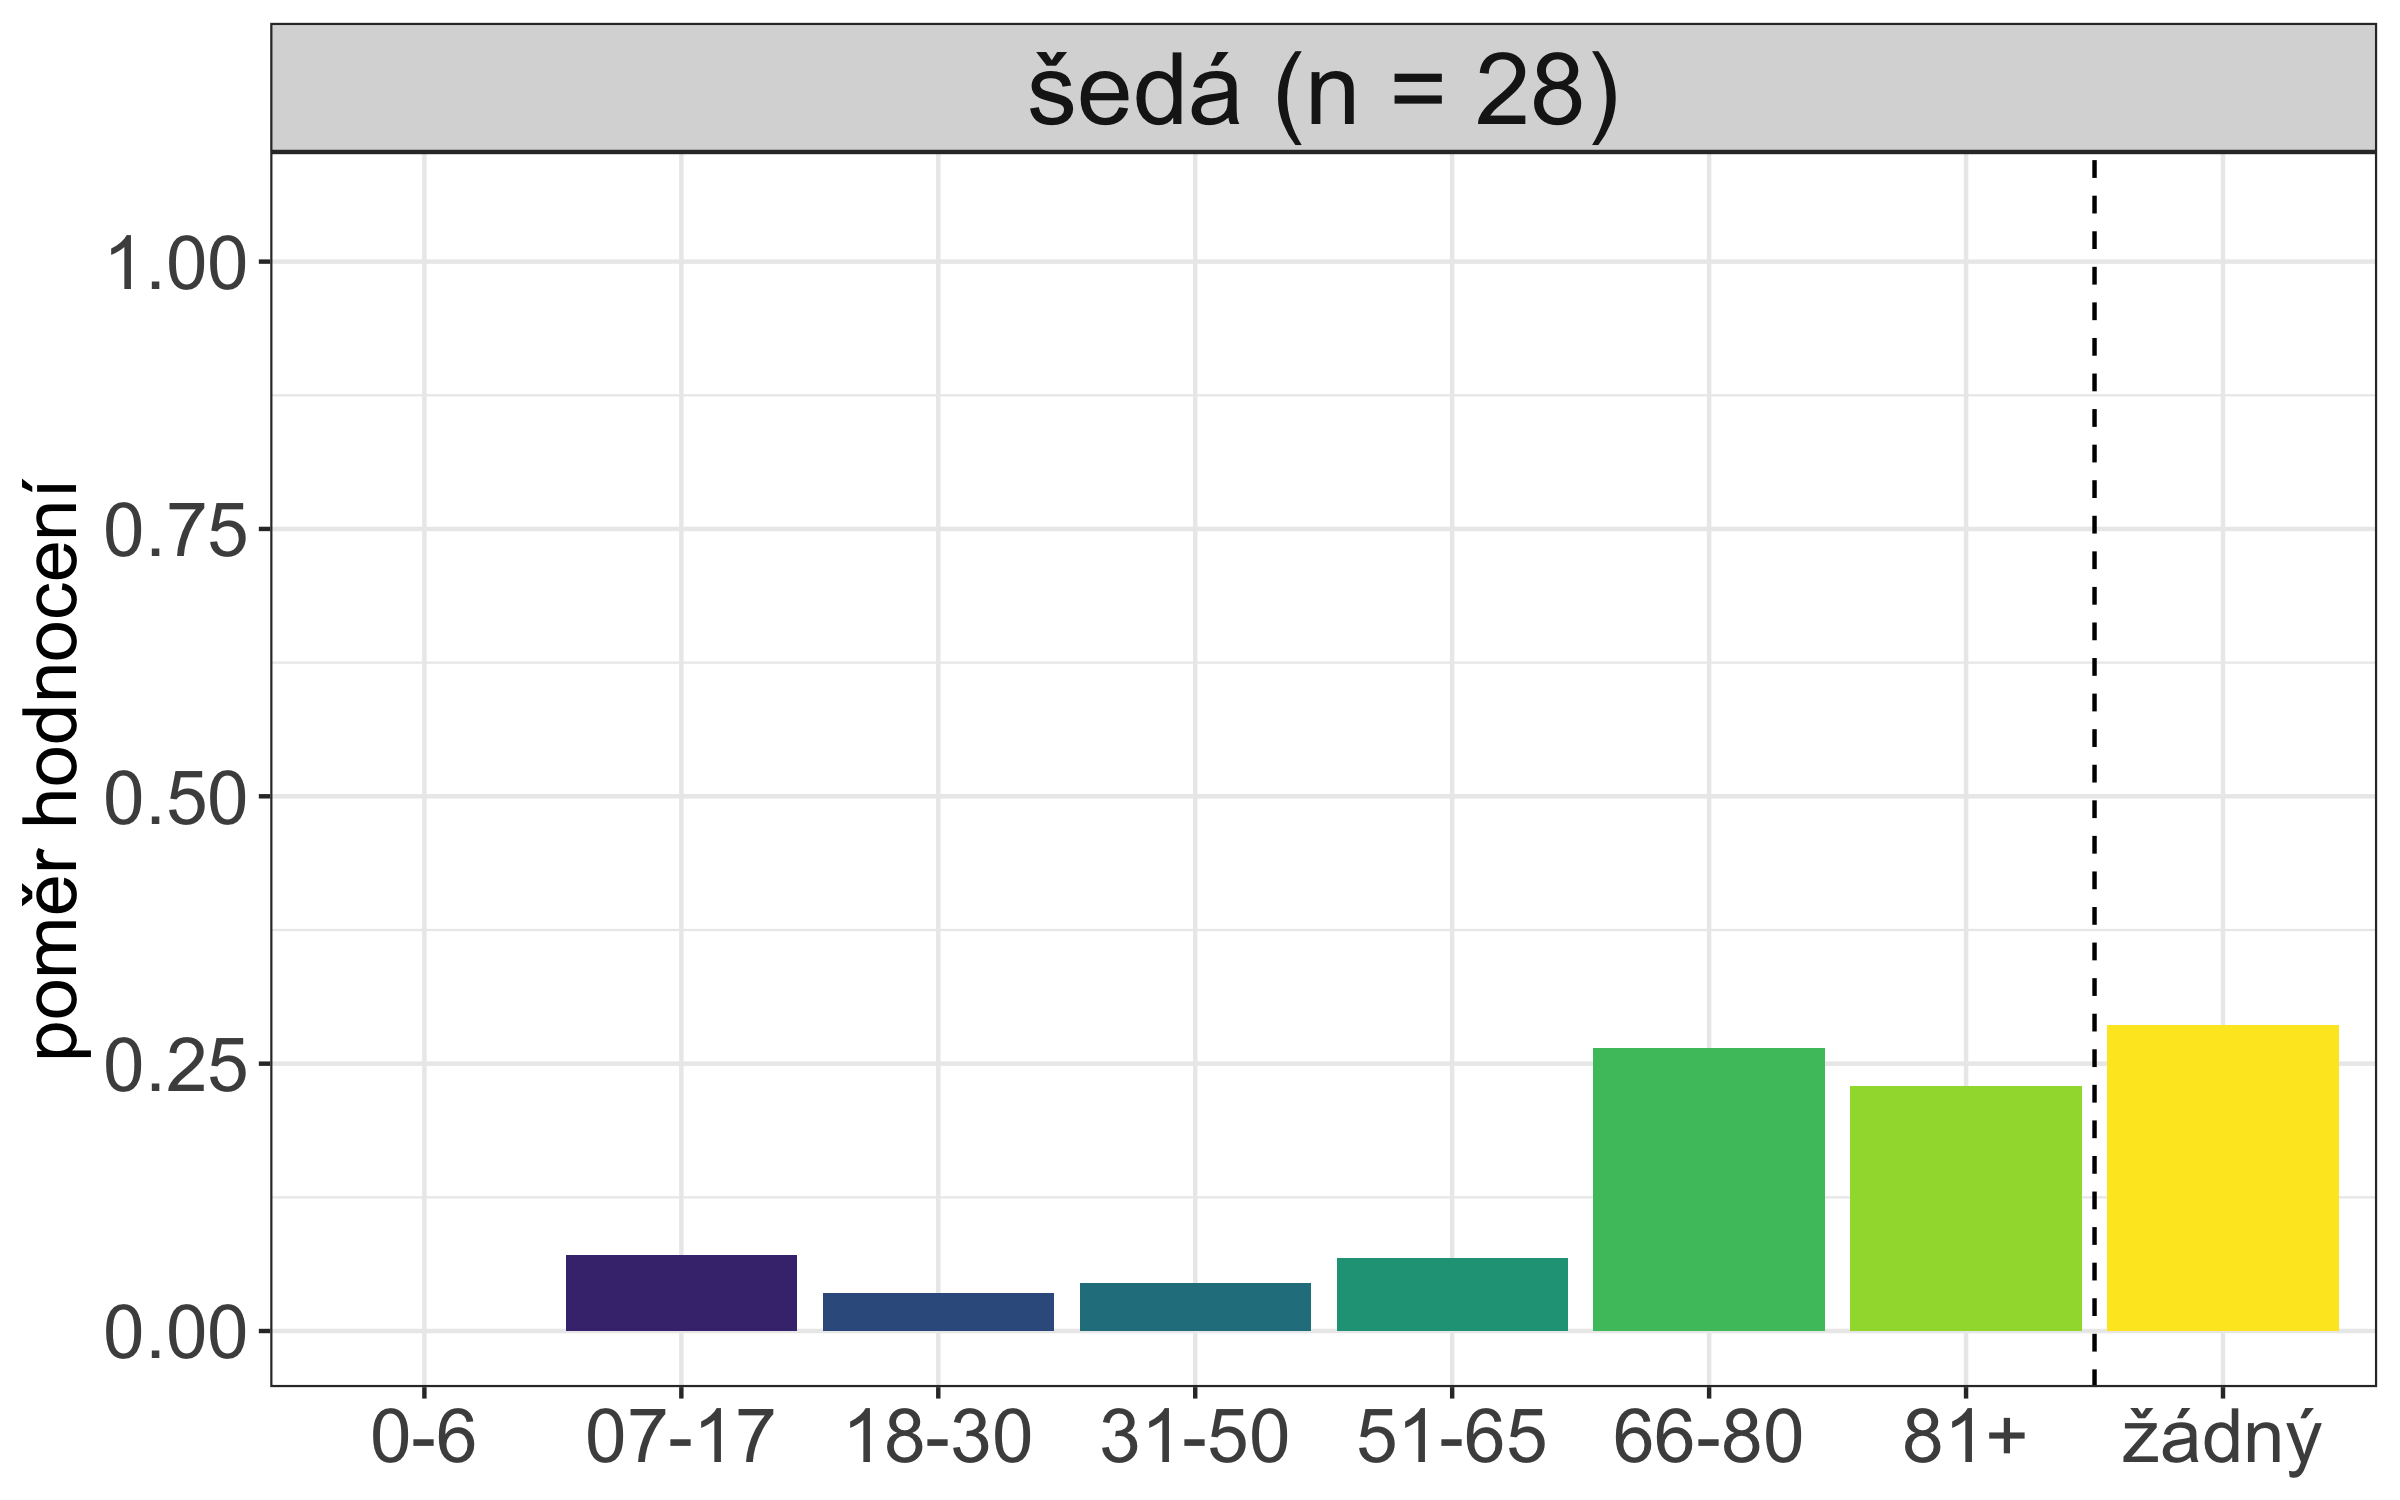 šedá (n = 28)
poměr hodnocení
1.00
0.75
0.50
0.25
0.00
0-6 07-17 18-30 31-50 51-65 66-80 81+ žádný